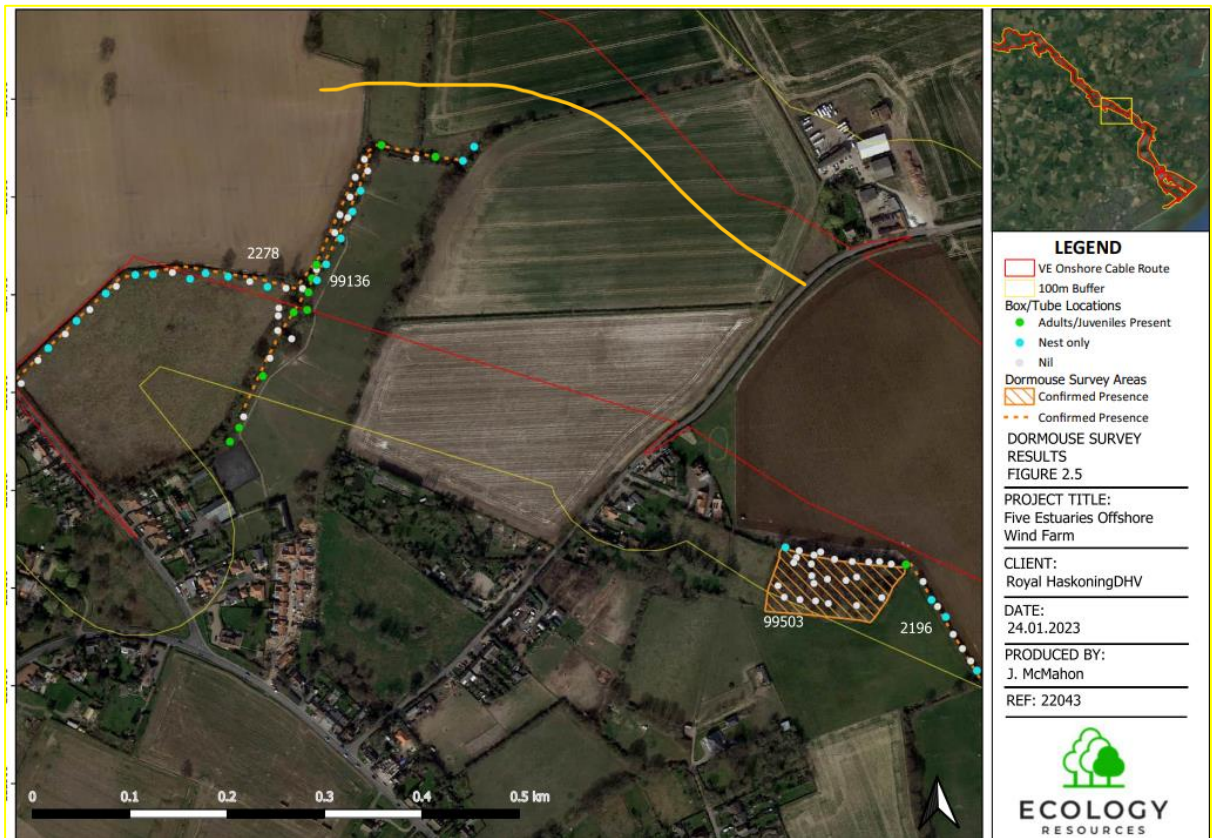 2278
99136
99503
2196
0 0.1 0.2 0.3 0.4 0.5 km
LEGEND
VE Onshore Cable Route
100m Buffer
Box/Tube Locations
Adults/Juveniles Present
Nest only
Nil
Dormouse Survey Areas
Confirmed Presence
Confirmed Presence
DORMOUSE SURVEY
RESULTS
FIGURE 2.5
PROJECT TITLE:
Five Estuaries Offshore
Wind Farm
CLIENT:
Royal HaskoningDHV
DATE:
24.01.2023
PRODUCED BY:
J. McMahon
REF: 22043
ECOLOGY
RESOURCES